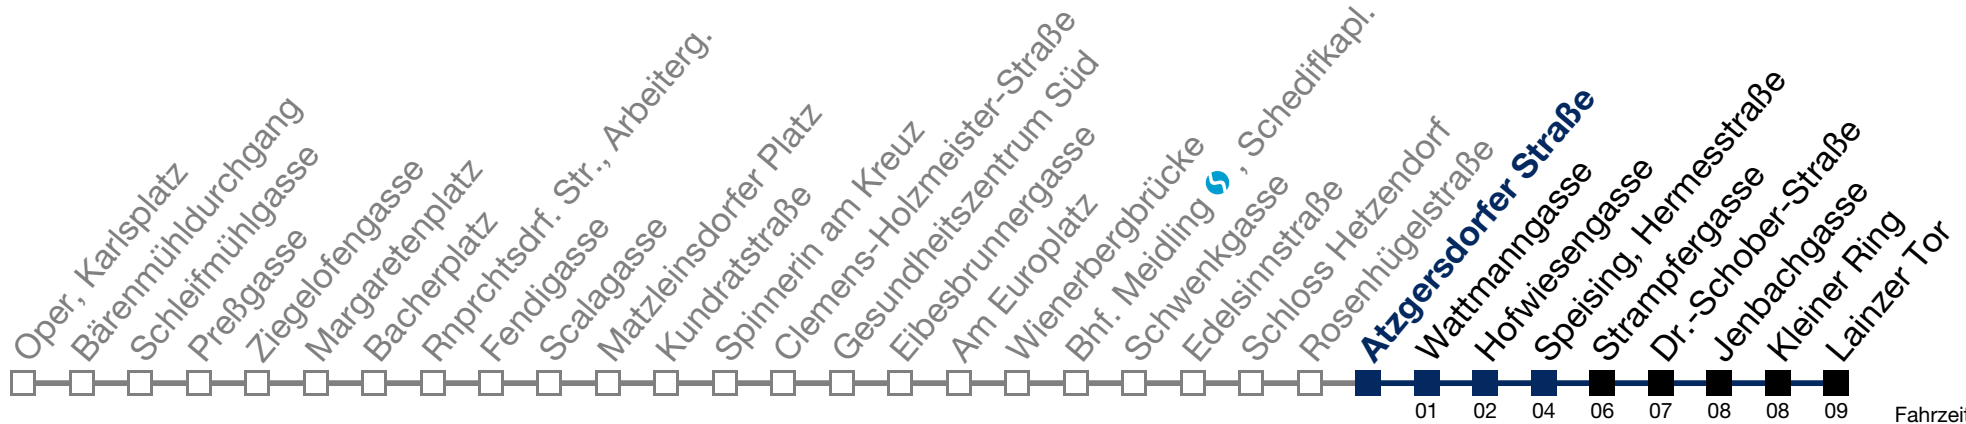 Oper, Karlsplatz
Bärenmühldurchgang
Schleifmühlgasse
Preßgasse
Ziegelofengasse
Margaretenplatz
Bacherplatz
Rnprchtsdrf. Str., Arbeiterg.
Fendigasse
Scalagasse
Matzleinsdorfer Platz
Kundratstraße
Spinnerin am Kreuz
Clemens-Holzmeister-Straße
Gesundheitszentrum Süd
Eibesbrunnergasse
Am Europlatz
Wienerbergbrücke
Bhf. Meidling , Schedifkapl.
Schwenkgasse
Edelsinnstraße
Schloss Hetzendorf
Rosenhügelstraße
Atzgersdorfer Straße
Wattmanngasse
Hofwiesengasse
Speising, Hermesstraße
Strampfergasse
Dr.-Schober-Straße
Jenbachgasse
Kleiner Ring
Lainzer Tor
01 02 04 06 07 08 08 09 Fahrzeit